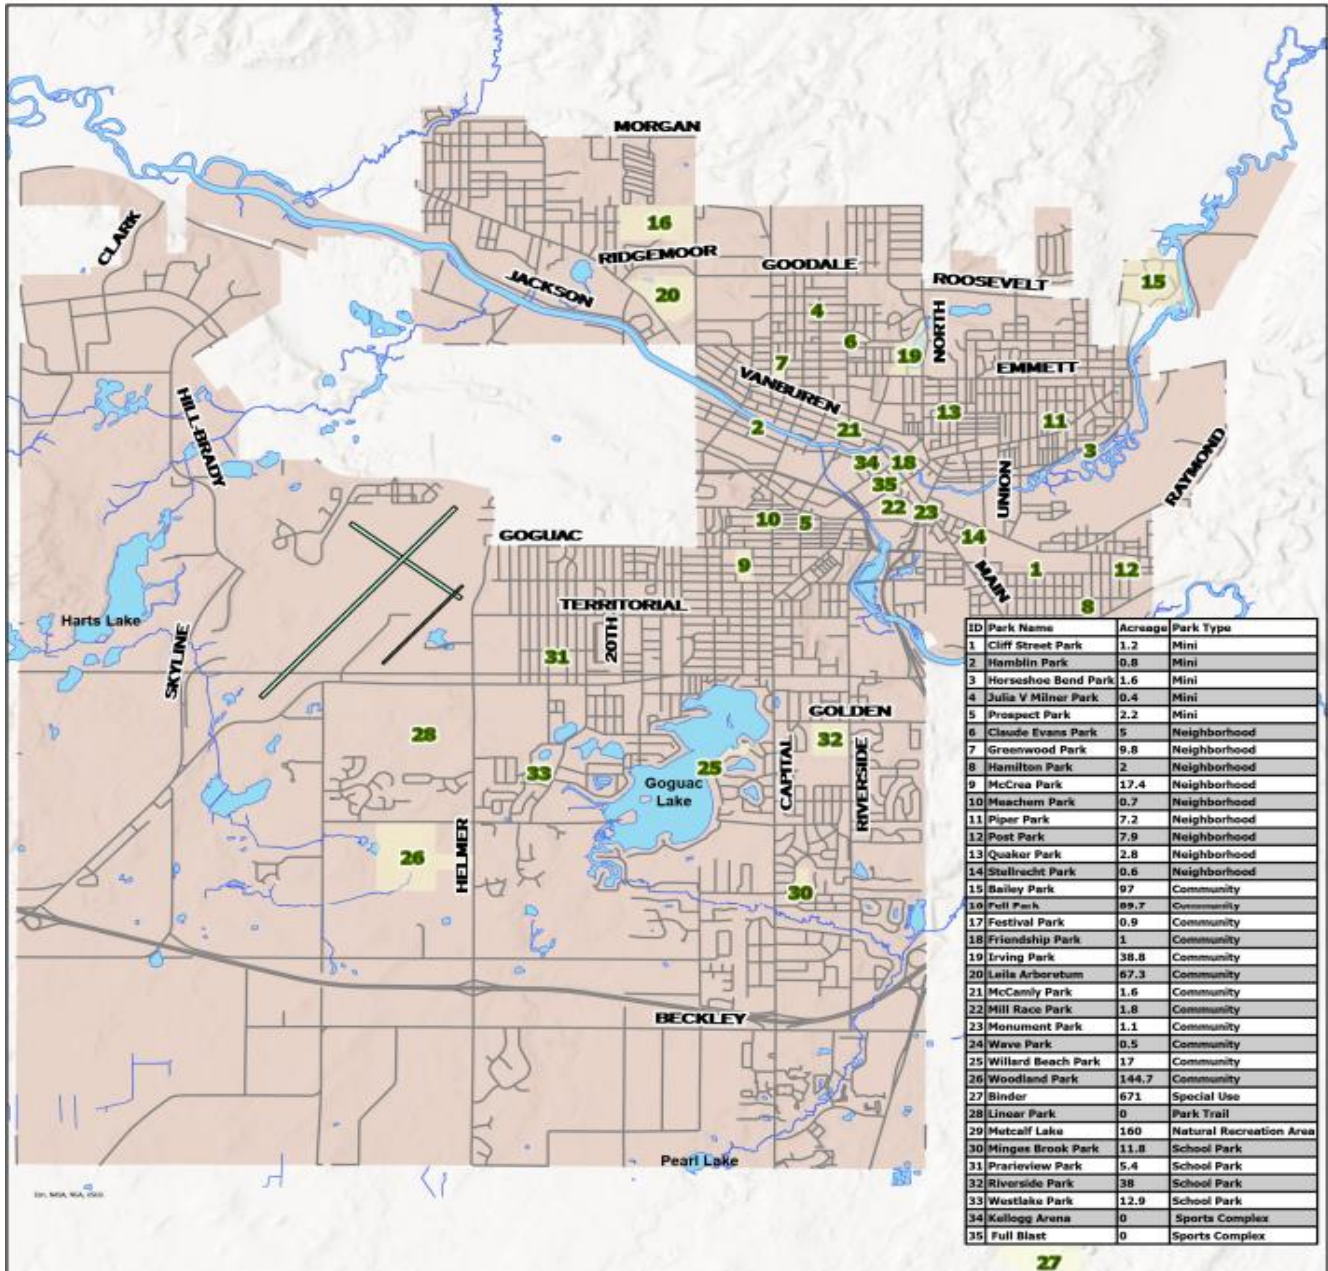 MORGAN
CLARK
16
RIDGEMOOR
GOODALE
JACKSON
ROOSEVELT
15
20
4
NORTH
6
19
7
EMMETT
VANBUREN
HILL-BRADY
13
11
2
21
3
34
18
RAYMOND
35
UNION
22
23
10
5
GOGUAC
14
9
MAIN
1
12
TERRITORIAL
8
Harts Lake
20TH
31
SKYLINE
GOLDEN
28
32
33
25
Goguac
Lake
CAPITAL
RIVERSIDE
26
HELMER
30
BECKLEY
Pearl Lake
ID Park Name Acreage Park Type
1 Cliff Street Park 1.2 Mini
2 Hamblin Park 0.8 Mini
3 Horseshoe Bend Park 1.6 Mini
4 Julia V Milner Park 0.4 Mini
5 Prospect Park 2.2 Mini
6 Claude Evans Park 5 Neighborhood
7 Greenwood Park 9.8 Neighborhood
8 Hamilton Park 2 Neighborhood
9 McCrea Park 17.4 Neighborhood
10 Meachem Park 0.7 Neighborhood
11 Piper Park 7.2 Neighborhood
12 Post Park 7.9 Neighborhood
13 Quaker Park 2.8 Neighborhood
14 Stellrecht Park 0.6 Neighborhood
15 Bailey Park 97 Community
16 Fell Park 89.7 Community
17 Festival Park 0.9 Community
18 Friendship Park 1 Community
19 Irving Park 38.8 Community
20 Leila Arboretum 67.3 Community
21 McCamly Park 1.6 Community
22 Mill Race Park 1.8 Community
23 Monument Park 1.1 Community
24 Wave Park 0.5 Community
25 Willard Beach Park 17 Community
26 Woodland Park 144.7 Community
27 Binder 671 Special Use
28 Linear Park 0 Park Trail
29 Metcalf Lake 160 Natural Recreation Area
30 Minges Brook Park 11.8 School Park
31 Prarieview Park 5.4 School Park
32 Riverside Park 38 School Park
33 Westlake Park 12.9 School Park
34 Kellogg Arena 0 Sports Complex
35 Full Blast 0 Sports Complex
27